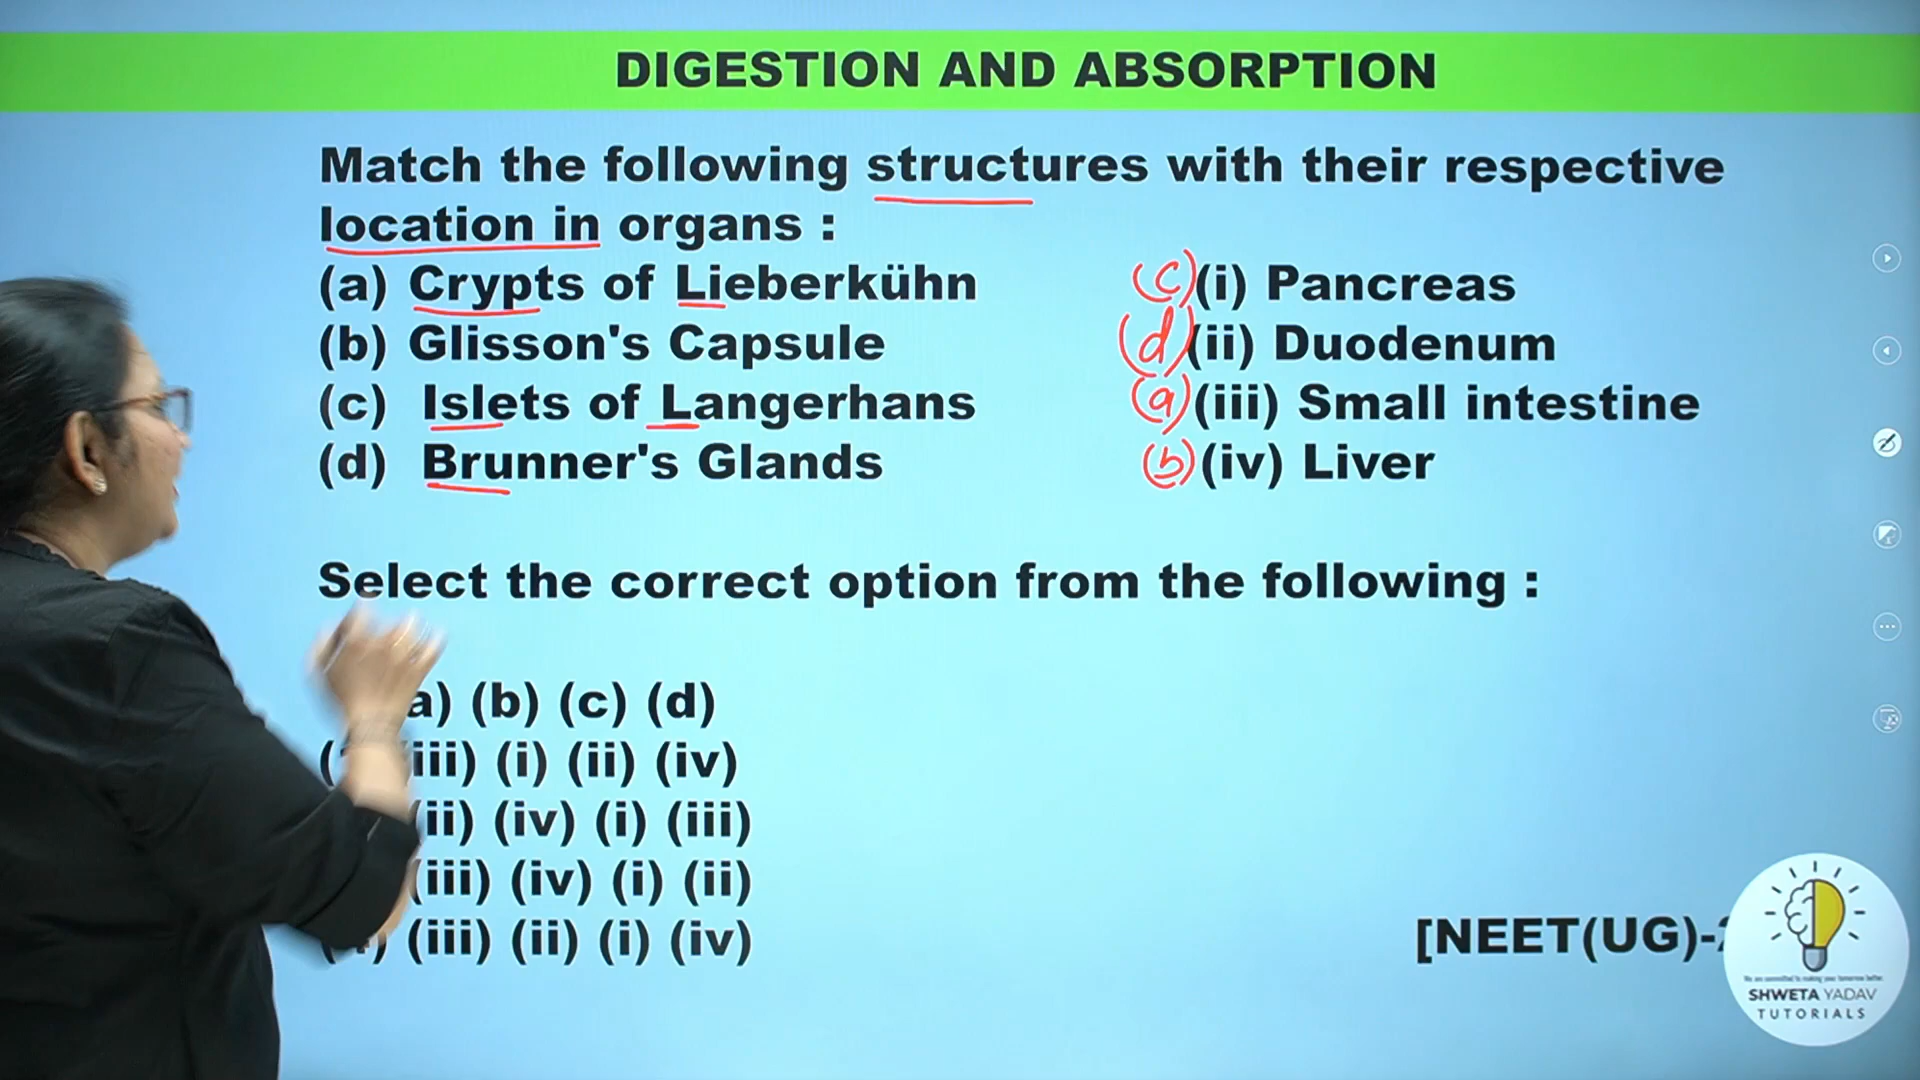 DIGESTION AND ABSORPTION
Match the following structures with their respective
location in organs :
(a) Crypts of Lieberkühn (c) (i) Pancreas
(b) Glisson's Capsule (d) (ii) Duodenum
(c) Islets of Langerhans (a) (iii) Small intestine
(d) Brunner's Glands (b) (iv) Liver
Select the correct option from the following :
a) (b) (c) (d)
iii) (i) (ii) (iv)
(ii) (iv) (i) (iii)
(iii) (iv) (i) (ii)
(iii) (ii) (i) (iv)
[NEET(UG)-
SHWETA YADAV
TUTORIALS